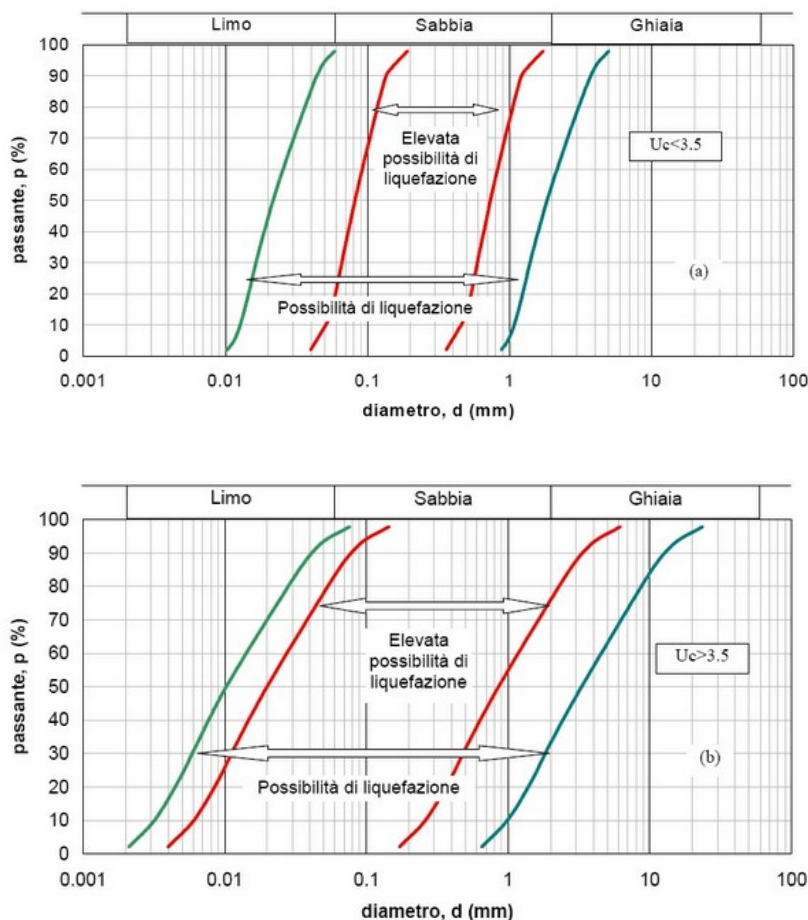 Limo Sabbia Ghiaia
100
90
80
70
60
50
40
30
20
10
0
passante, p (%)
Elevata
possibilità di
liquefazione
Uc<3.5
(a)
Possibilità di liquefazione
0.001 0.01 0.1 1 10 100
diametro, d (mm)
Limo Sabbia Ghiaia
100
90
80
70
60
50
40
30
20
10
0
passante, p (%)
Elevata
possibilità di
liquefazione
Uc>3.5
(b)
Possibilità di liquefazione
0.001 0.01 0.1 1 10 100
diametro, d (mm)